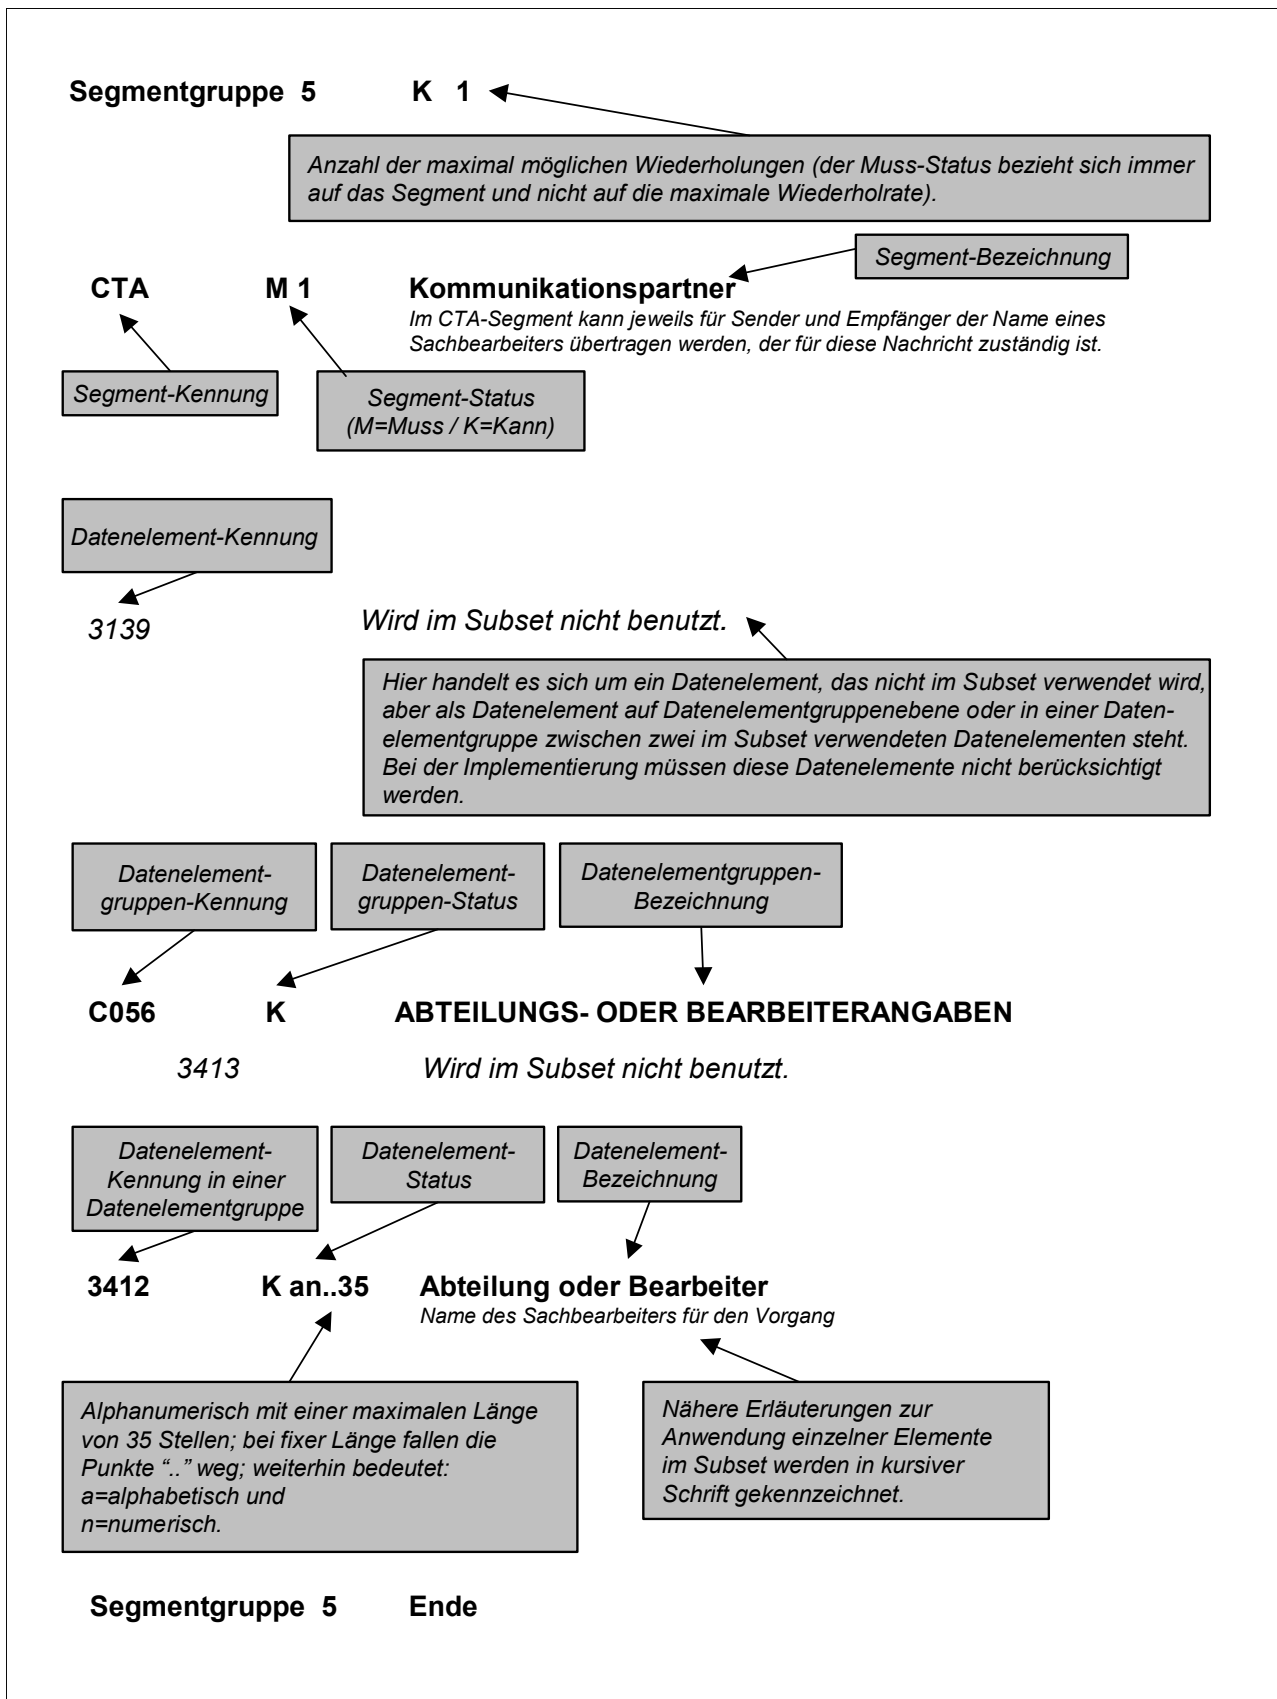 Segmentgruppe 5 K 1
Anzahl der maximal möglichen Wiederholungen (der Muss-Status bezieht sich immer
auf das Segment und nicht auf die maximale Wiederholrate).
Segment-Bezeichnung
CTA M 1 Kommunikationspartner
Im CTA-Segment kann jeweils für Sender und Empfänger der Name eines
Sachbearbeiters übertragen werden, der für diese Nachricht zuständig ist.
Segment-Kennung
Segment-Status
(M=Muss / K=Kann)
Datenelement-Kennung
3139 Wird im Subset nicht benutzt.
Hier handelt es sich um ein Datenelement, das nicht im Subset verwendet wird,
aber als Datenelement auf Datenelementgruppenebene oder in einer Daten-
elementgruppe zwischen zwei im Subset verwendeten Datenelementen steht.
Bei der Implementierung müssen diese Datenelemente nicht berücksichtigt
werden.
Datenelement-
gruppen-Kennung
Datenelement-
gruppen-Status
Datenelementgruppen-
Bezeichnung
C056 K ABTEILUNGS- ODER BEARBEITERANGABEN
3413 Wird im Subset nicht benutzt.
Datenelement-
Kennung in einer
Datenelementgruppe
Datenelement-
Status
Datenelement-
Bezeichnung
3412 K an..35 Abteilung oder Bearbeiter
Name des Sachbearbeiters für den Vorgang
Alphanumerisch mit einer maximalen Länge
von 35 Stellen; bei fixer Länge fallen die
Punkte “..” weg; weiterhin bedeutet:
a=alphabetisch und
n=numerisch.
Nähere Erläuterungen zur
Anwendung einzelner Elemente
im Subset werden in kursiver
Schrift gekennzeichnet.
Segmentgruppe 5 Ende